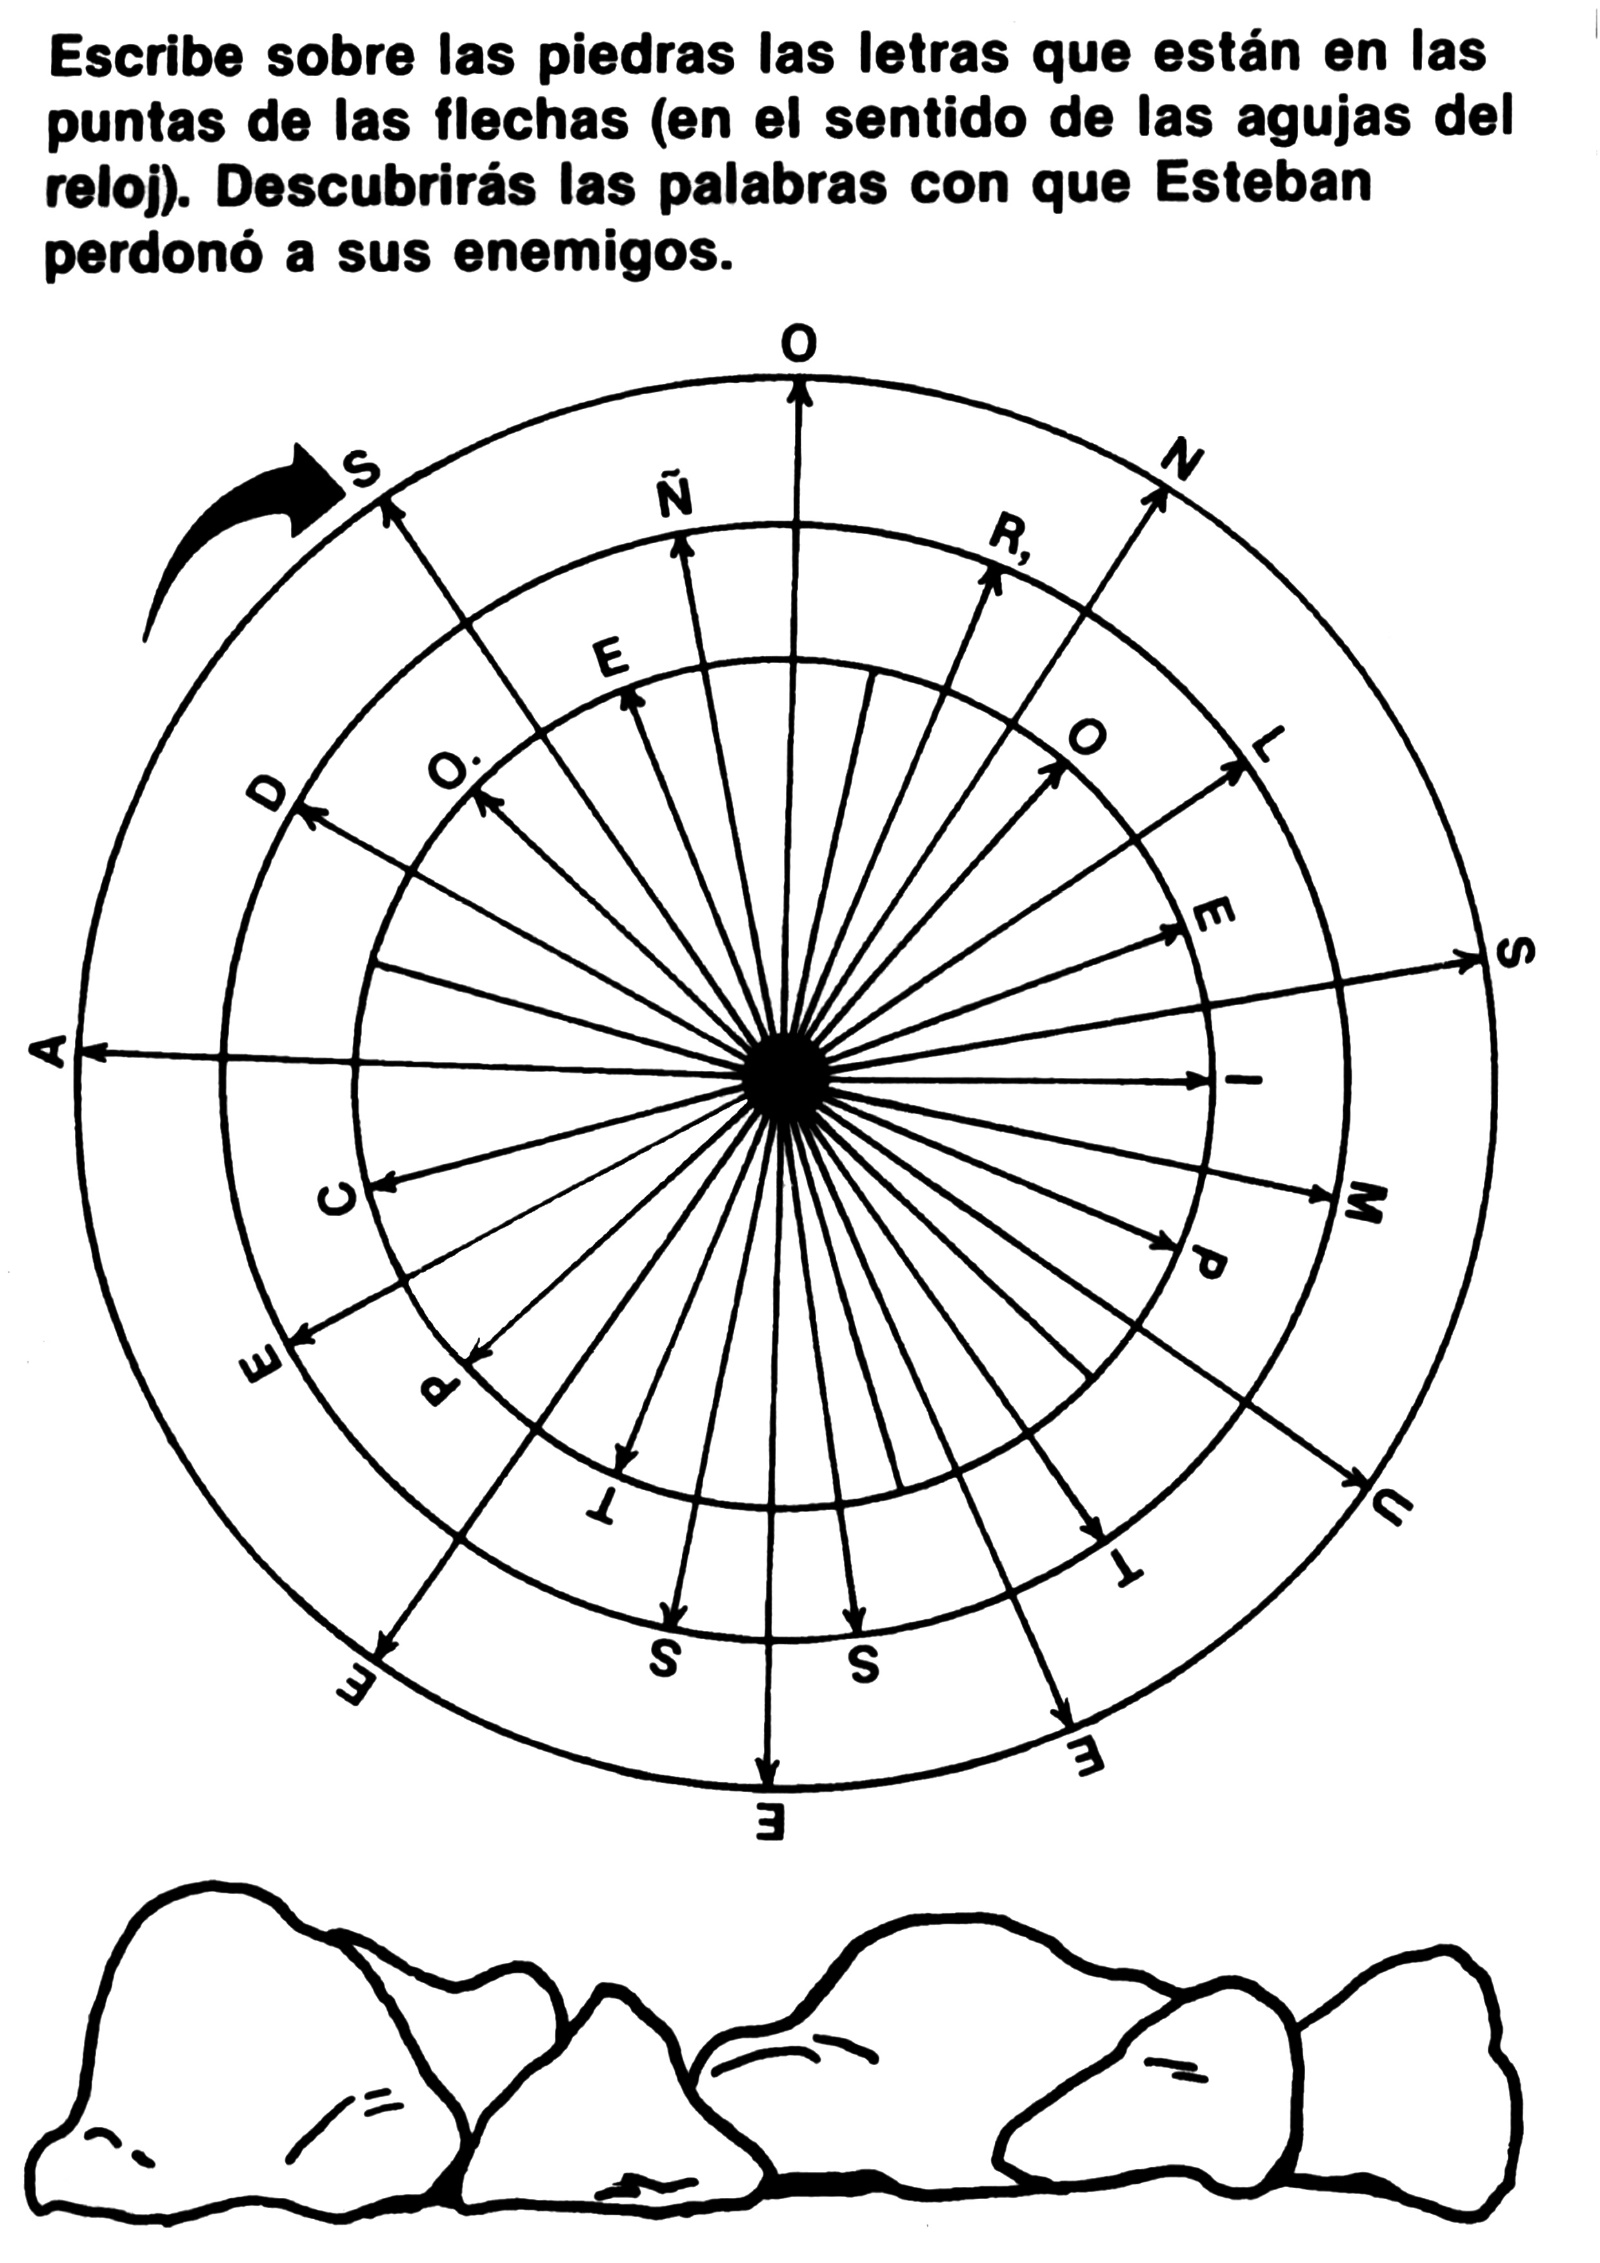 Escribe sobre las piedras las letras que están en las
puntas de las flechas (en el sentido de las agujas del
reloj). Descubrirás las palabras con que Esteban
perdonó a sus enemigos.
S
E
Ñ
O
R,
N
O
L
E
S
I
M
P
U
T
E
S
E
S
T
E
P
E
C
A
D
O.